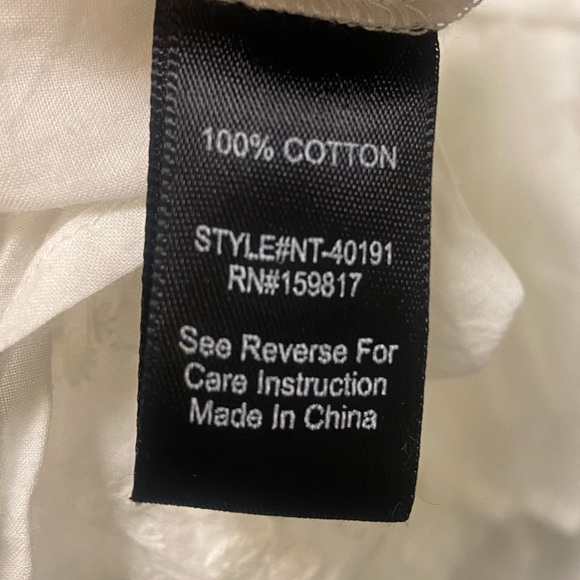 100% COTTON
STYLE#NT-40191
RN#159817
See Reverse For
Care Instruction
Made In China